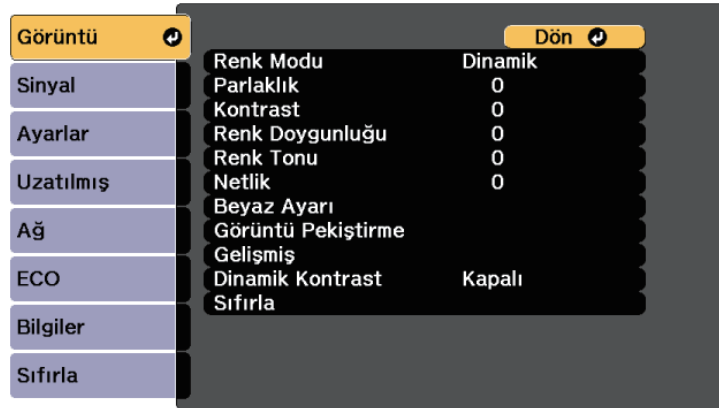 Görüntü
Sinyal
Ayarlar
Uzatılmış
Ağ
ECO
Bilgiler
Sıfırla
Dön
Renk Modu Dinamik
Parlaklık 0
Kontrast 0
Renk Doygunluğu 0
Renk Tonu 0
Netlik 0
Beyaz Ayarı
Görüntü Pekiştirme
Gelişmiş
Dinamik Kontrast Kapalı
Sıfırla